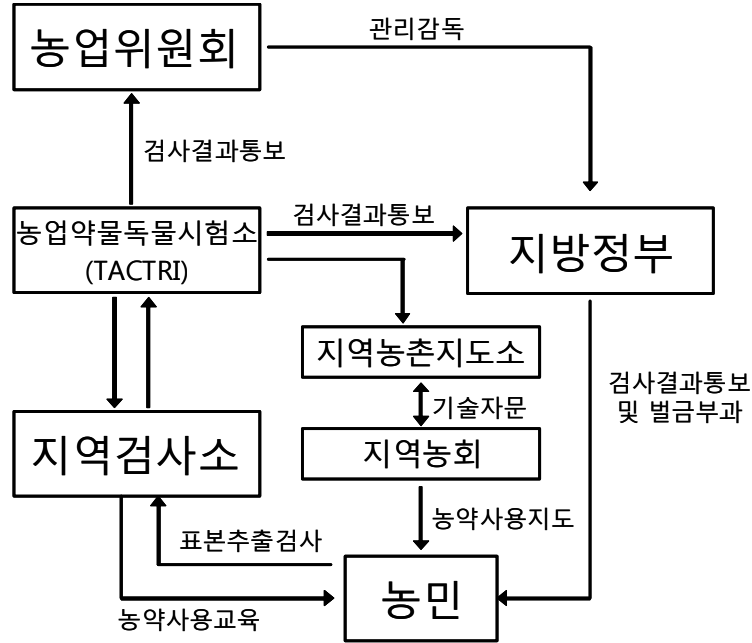 농업위원회
관리감독
검사결과통보
농업약물독물시험소
(TACTRI)
검사결과통보
지방정부
지역농촌지도소
기술자문
검사결과통보
및 벌금부과
지역검사소
지역농회
농약사용지도
표본추출검사
농민
농약사용교육